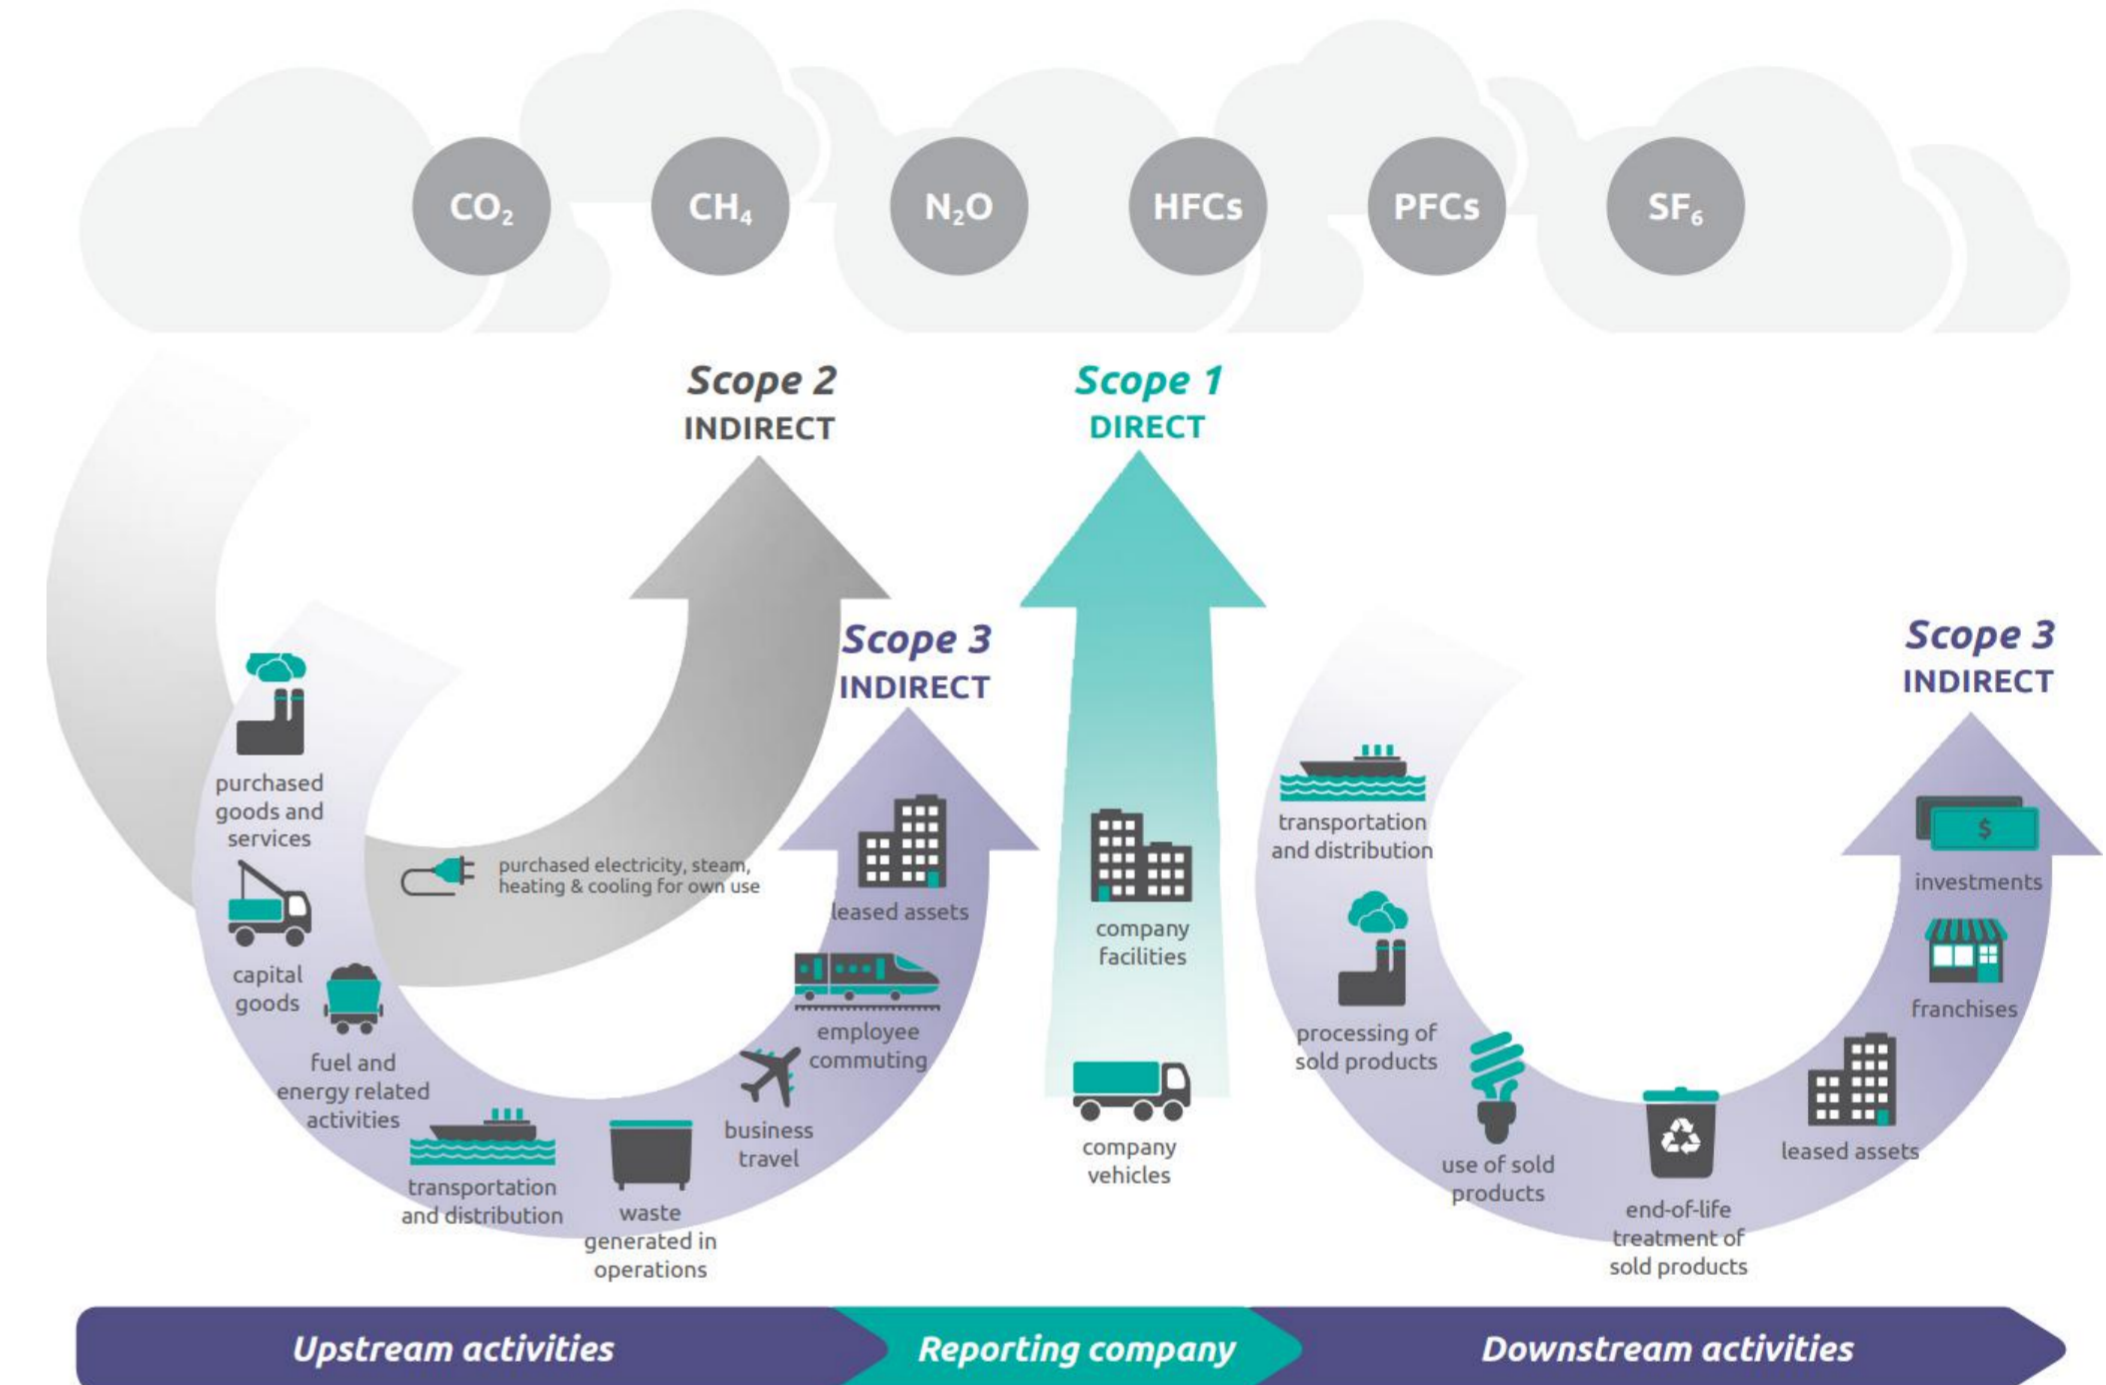 CO₂
CH₄
N₂O
HFCs
PFCs
SF₆
Scope 2
INDIRECT
Scope 1
DIRECT
Scope 3
INDIRECT
Scope 3
INDIRECT
purchased
goods and
services
capital
goods
fuel and
energy related
activities
transportation
and distribution
waste
generated in
operations
business
travel
employee
commuting
leased assets
purchased electricity, steam,
heating & cooling for own use
company
facilities
company
vehicles
transportation
and distribution
processing of
sold products
use of sold
products
end-of-life
treatment of
sold products
leased assets
franchises
$
investments
Upstream activities
Reporting company
Downstream activities